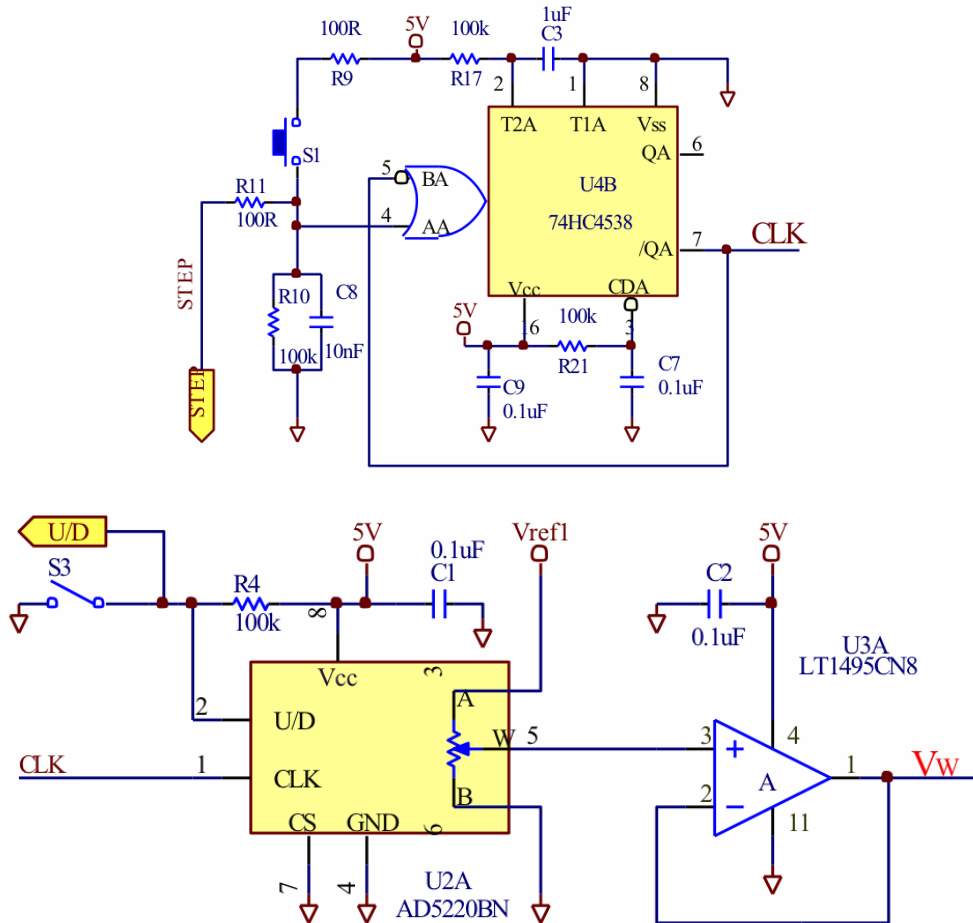 1uF
100R 5V 100k C3
R9 R17 2 1 8
T2A T1A Vss
S1 QA 6
5 BA U4B
R11 74HC4538
100R 4 AA /QA 7 CLK
STEP
R10 C8 Vcc CDA
5V 16 100k 3
100k 10nF R21
STEP C9 C7
0.1uF 0.1uF
U/D 5V 0.1uF Vref1 5V
S3 R4 C1 C2
100k 8 0.1uF
U3A
LT1495CN8
Vcc 3
2 U/D A 4
W 5 3 +
CLK 1 CLK A 1 Vw
B 2 −
CS GND 6 11
7 4 U2A
AD5220BN